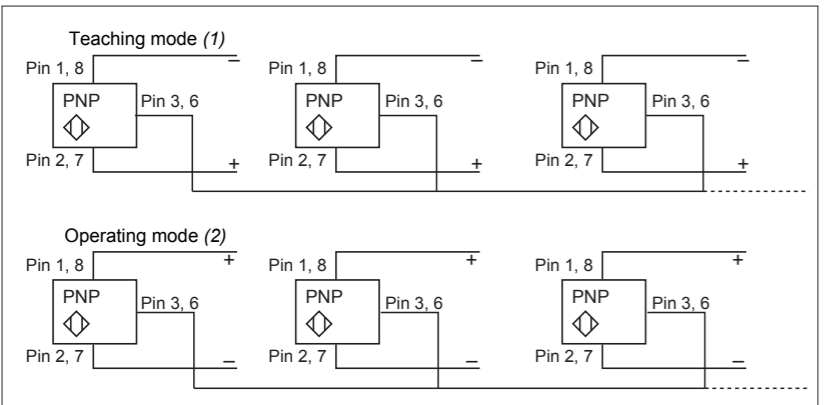 Teaching mode (1)
Pin 1, 8 – Pin 1, 8 – Pin 1, 8 –
PNP Pin 3, 6 PNP Pin 3, 6 PNP Pin 3, 6
Pin 2, 7 + Pin 2, 7 + Pin 2, 7 +
Operating mode (2)
Pin 1, 8 + Pin 1, 8 + Pin 1, 8 +
PNP Pin 3, 6 PNP Pin 3, 6 PNP Pin 3, 6
Pin 2, 7 – Pin 2, 7 – Pin 2, 7 –